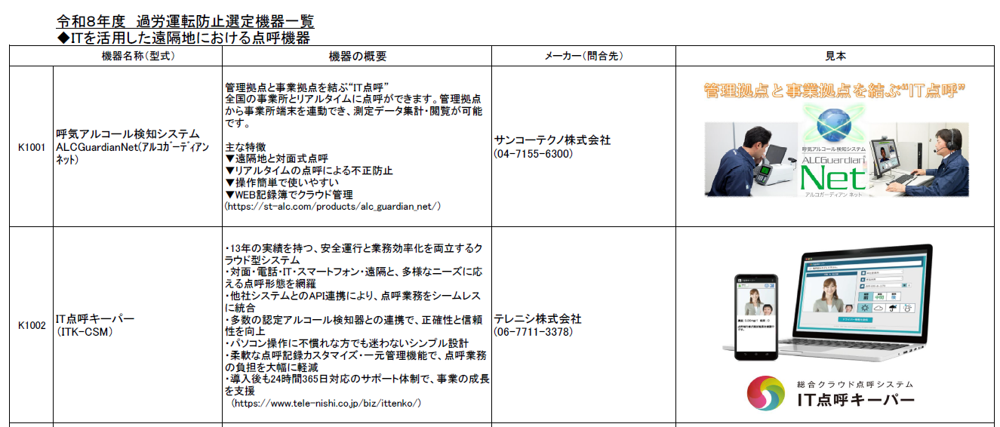 令和8年度　過労運転防止選定機器一覧
◆ITを活用した遠隔地における点呼機器
機器名称（型式）
機器の概要
メーカー（問合先）
見本
K1001
呼気アルコール検知システム
ALCGuardianNet(ｱﾙｺｶﾞｰﾃﾞｨｱﾝ
ﾈｯﾄ)
管理拠点と事業拠点を結ぶ“IT点呼”
全国の事業所とリアルタイムに点呼ができます。管理拠点
から事業所端末を連動でき、測定データ集計・閲覧が可能
です。
主な特徴
▼遠隔地と対面式点呼
▼リアルタイムの点呼による不正防止
▼操作簡単で使いやすい
▼WEB記録簿でクラウド管理
(https://st-alc.com/products/alc_guardian_net/)
サンコーテクノ株式会社
(04-7155-6300)
管理拠点と事業拠点を結ぶ“IT点呼”
呼気アルコール検知システム
ALCGuardian
Net
アルコガーディアン ネット
K1002
IT点呼キーパー
（ITK-CSM）
・13年の実績を持つ、安全運行と業務効率化を両立するク
ラウド型システム
・対面・電話・IT・スマートフォン・遠隔と、多様なニーズに応
える点呼形態を網羅
・他社システムとのAPI連携により、点呼業務をシームレス
に統合
・多数の認定アルコール検知器との連携で、正確性と信頼
性を向上
・パソコン操作に不慣れな方でも迷わないシンプル設計
・柔軟な点呼記録カスタマイズ・一元管理機能で、点呼業務
の負担を大幅に軽減
・導入後も24時間365日対応のサポート体制で、事業の成長
を支援
（https://www.tele-nishi.co.jp/biz/ittenko/）
テレニシ株式会社
(06-7711-3378)
前 中間 後
総合クラウド点呼システム
IT点呼キーパー